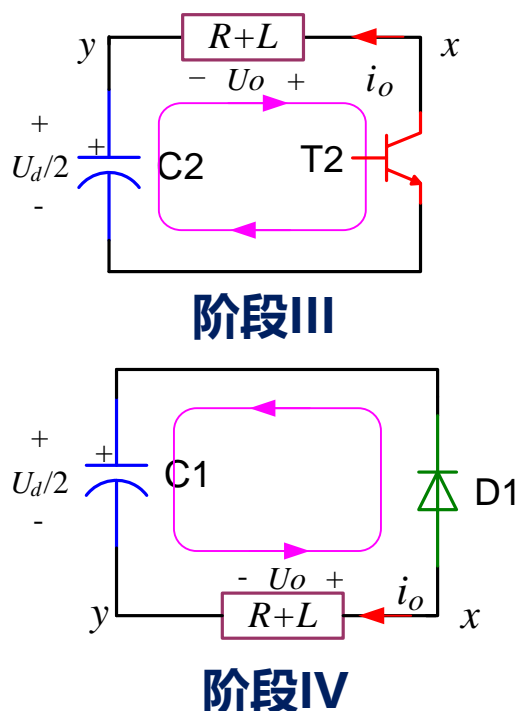 y R+L x
− Uo + io
+
+
Ud/2 C2 T2
-
阶段III
+
+
Ud/2 C1 D1
-
- Uo + io
y R+L x
阶段IV